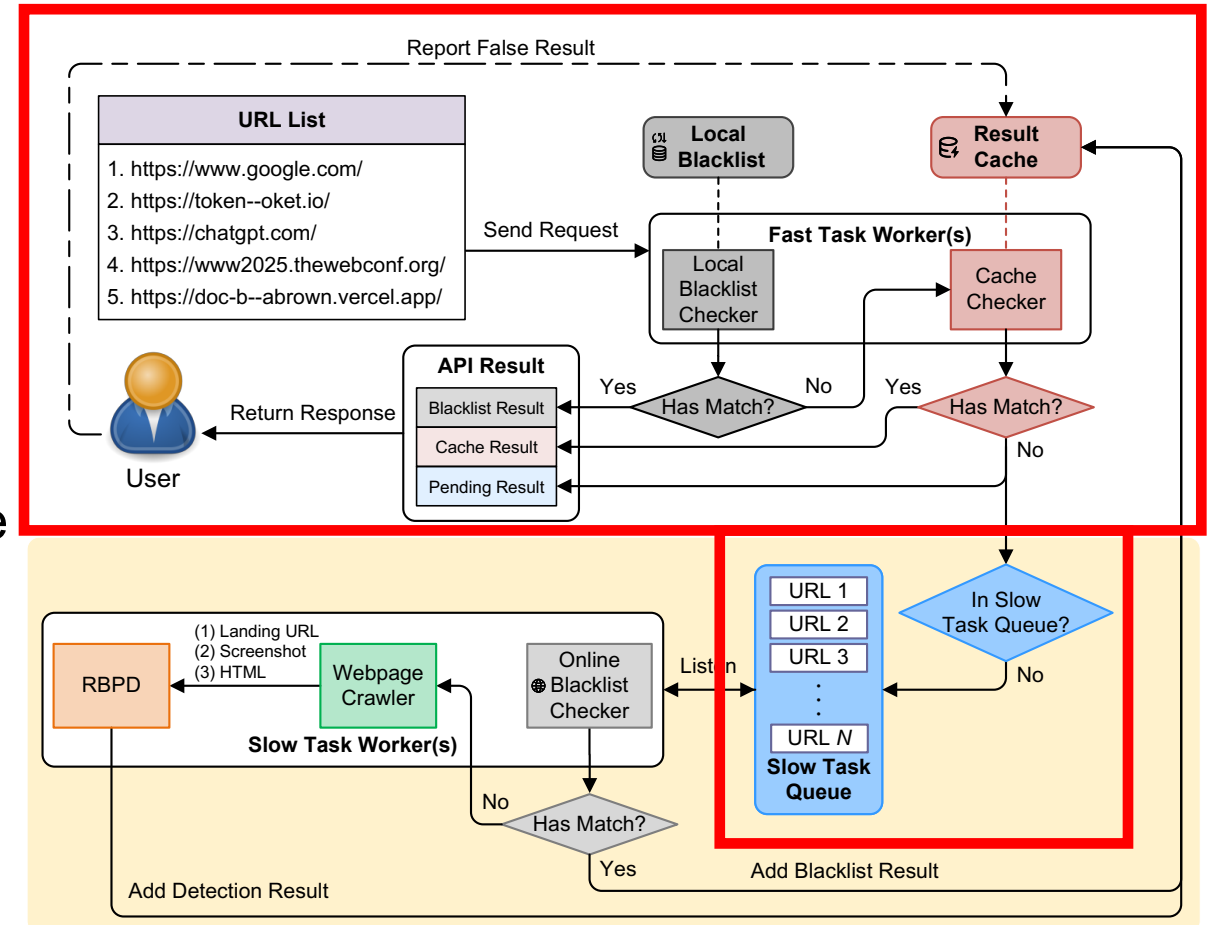 Report False Result
URL List
1. https://www.google.com/
2. https://token--oket.io/
3. https://chatgpt.com/
4. https://www2025.thewebconf.org/
5. https://doc-b--abrown.vercel.app/
Local
Blacklist
Result
Cache
Send Request
Fast Task Worker(s)
Local
Blacklist
Checker
Cache
Checker
API Result
Blacklist Result
Cache Result
Pending Result
Yes
Has Match?
No
Yes
Has Match?
No
Return Response
User
e
In Slow
Task Queue?
No
URL 1
URL 2
URL 3
URL N
Slow Task
Queue
Listen
(1) Landing URL
(2) Screenshot
(3) HTML
RBPD
Webpage
Crawler
Online
Blacklist
Checker
Slow Task Worker(s)
No
Has Match?
Yes
Add Blacklist Result
Add Detection Result